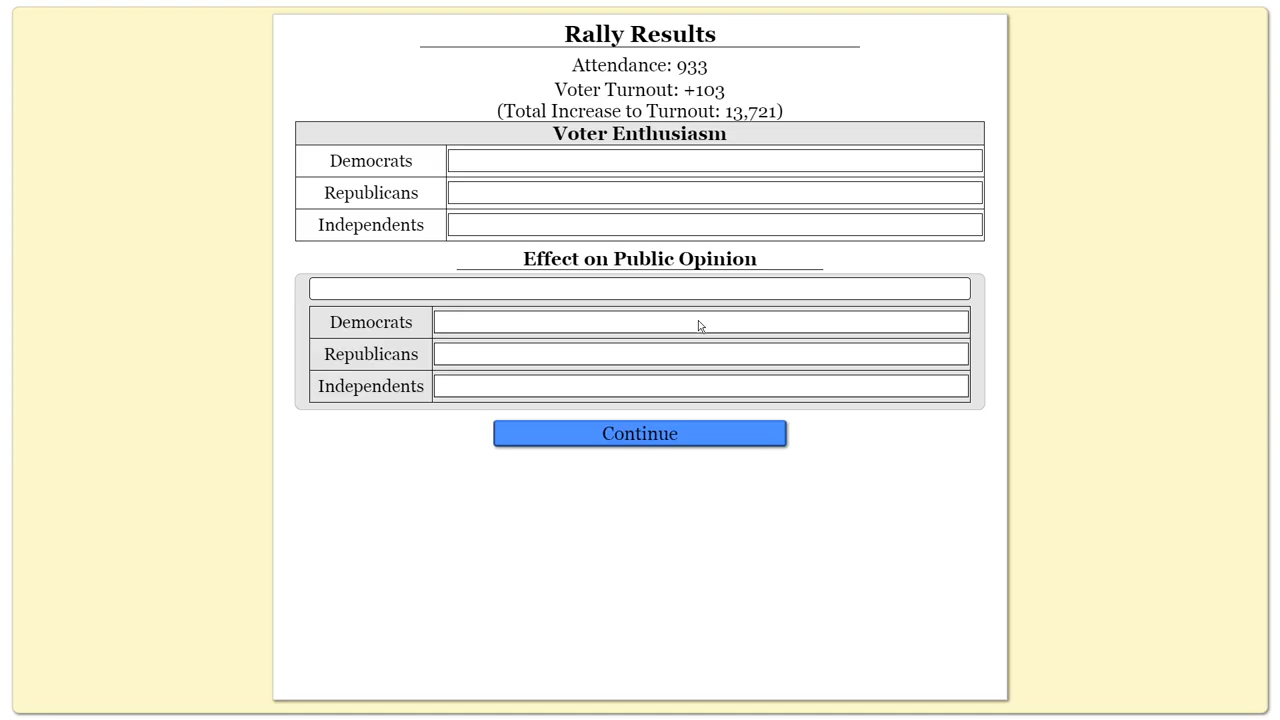 Rally Results
Attendance: 933
Voter Turnout: +103
(Total Increase to Turnout: 13,721)
Voter Enthusiasm
Democrats
Republicans
Independents
Effect on Public Opinion
Democrats
Republicans
Independents
Continue